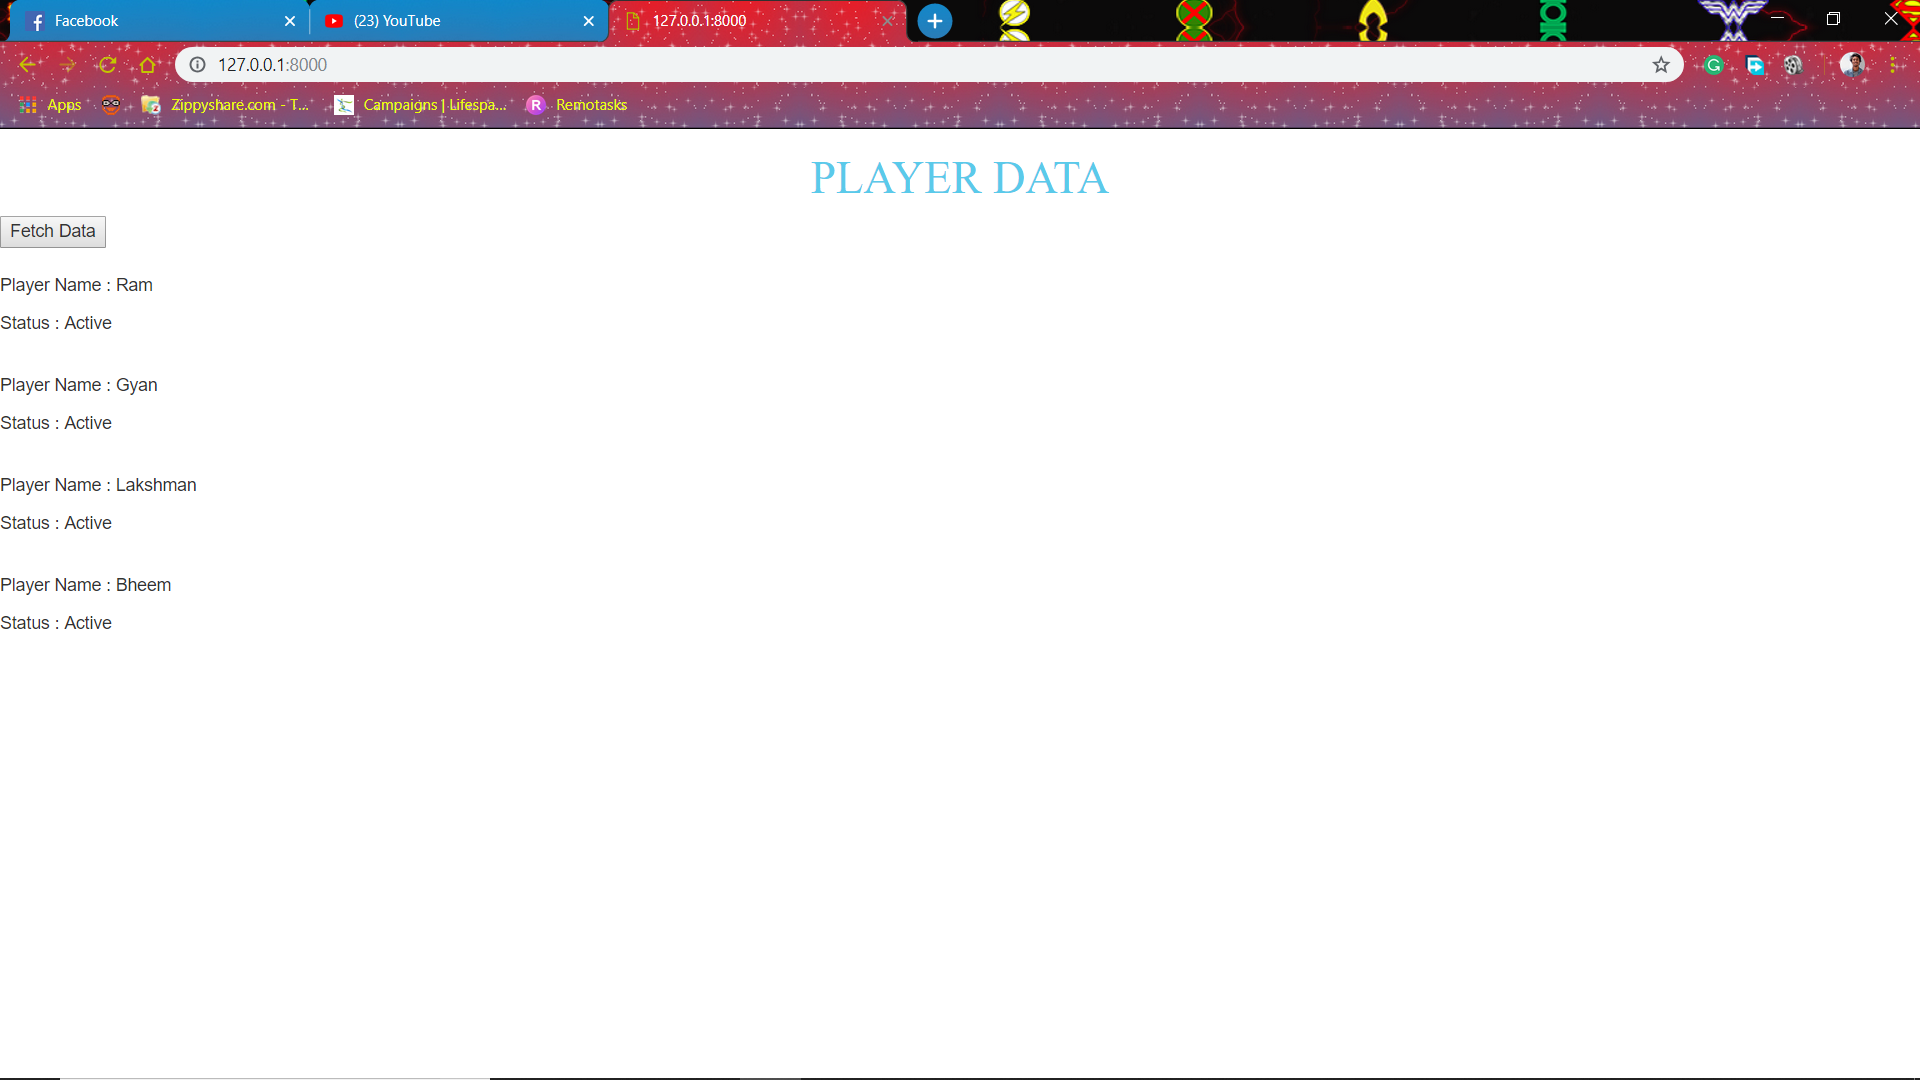 Facebook
(23) YouTube
127.0.0.1:8000
127.0.0.1:8000
Apps
Zippyshare.com - T...
Campaigns | Lifespa...
R
Remotasks
PLAYER DATA
Fetch Data
Player Name : Ram
Status : Active
Player Name : Gyan
Status : Active
Player Name : Lakshman
Status : Active
Player Name : Bheem
Status : Active